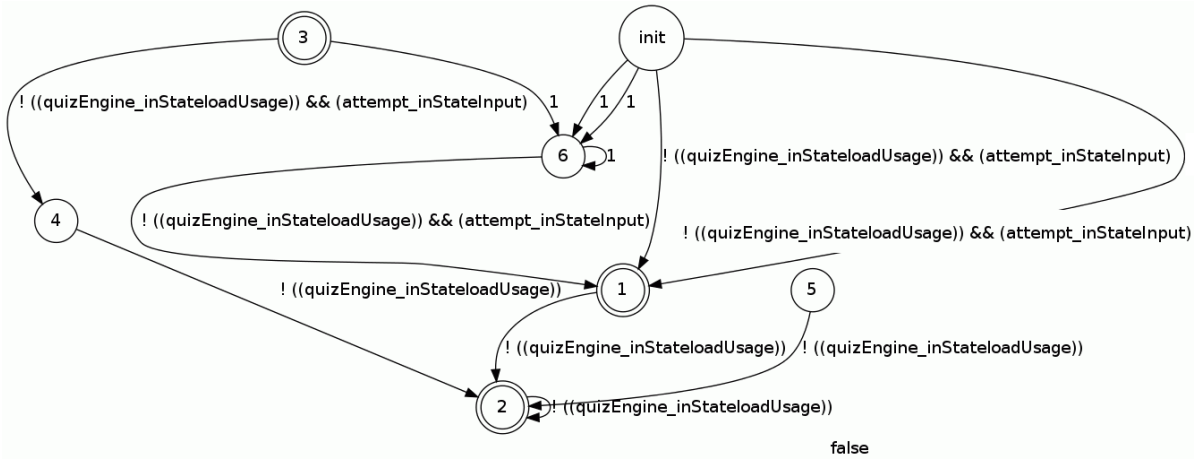 3
init
! ((quizEngine_inStateloadUsage)) && (attempt_inStateInput)
1
1
1
6
1
! ((quizEngine_inStateloadUsage)) && (attempt_inStateInput)
4
! ((quizEngine_inStateloadUsage)) && (attempt_inStateInput)
! ((quizEngine_inStateloadUsage)) && (attempt_inStateInput)
! ((quizEngine_inStateloadUsage))
1
5
! ((quizEngine_inStateloadUsage))
! ((quizEngine_inStateloadUsage))
2
! ((quizEngine_inStateloadUsage))
false